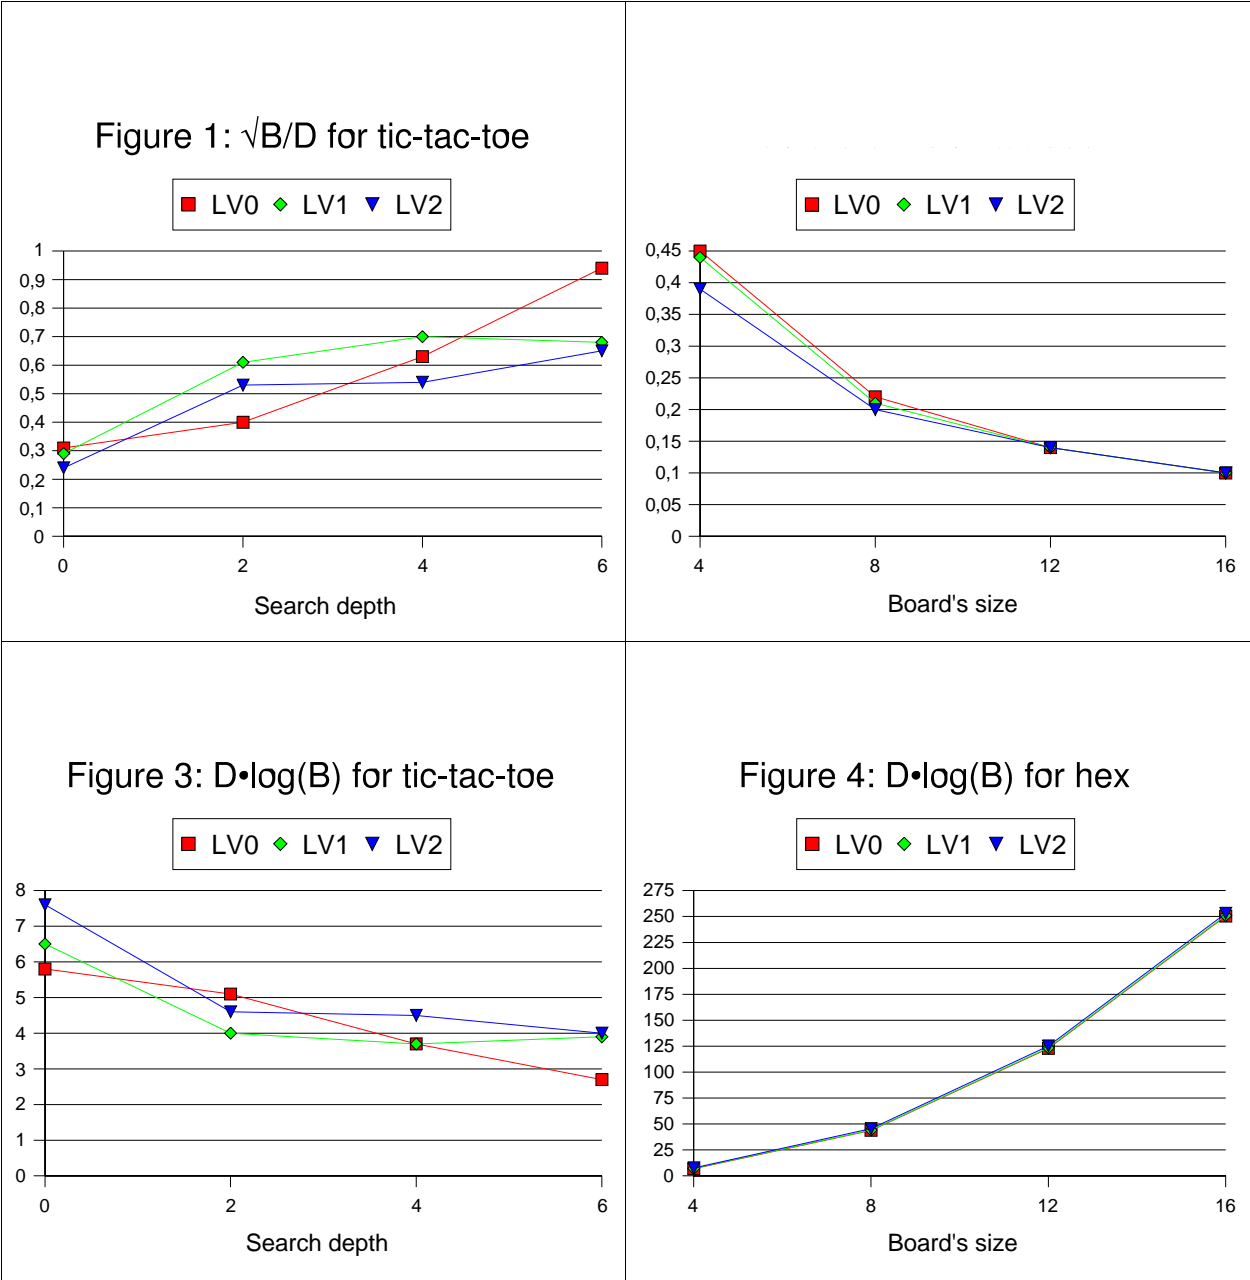 Figure 1: √B/D for tic-tac-toe
LV0 LV1 LV2
1
0,9
0,8
0,7
0,6
0,5
0,4
0,3
0,2
0,1
0
0 2 4 6
Search depth
LV0 LV1 LV2
0,45
0,4
0,35
0,3
0,25
0,2
0,15
0,1
0,05
0
4 8 12 16
Board's size
Figure 3: D•log(B) for tic-tac-toe
LV0 LV1 LV2
8
7
6
5
4
3
2
1
0
0 2 4 6
Search depth
Figure 4: D•log(B) for hex
LV0 LV1 LV2
275
250
225
200
175
150
125
100
75
50
25
0
4 8 12 16
Board's size